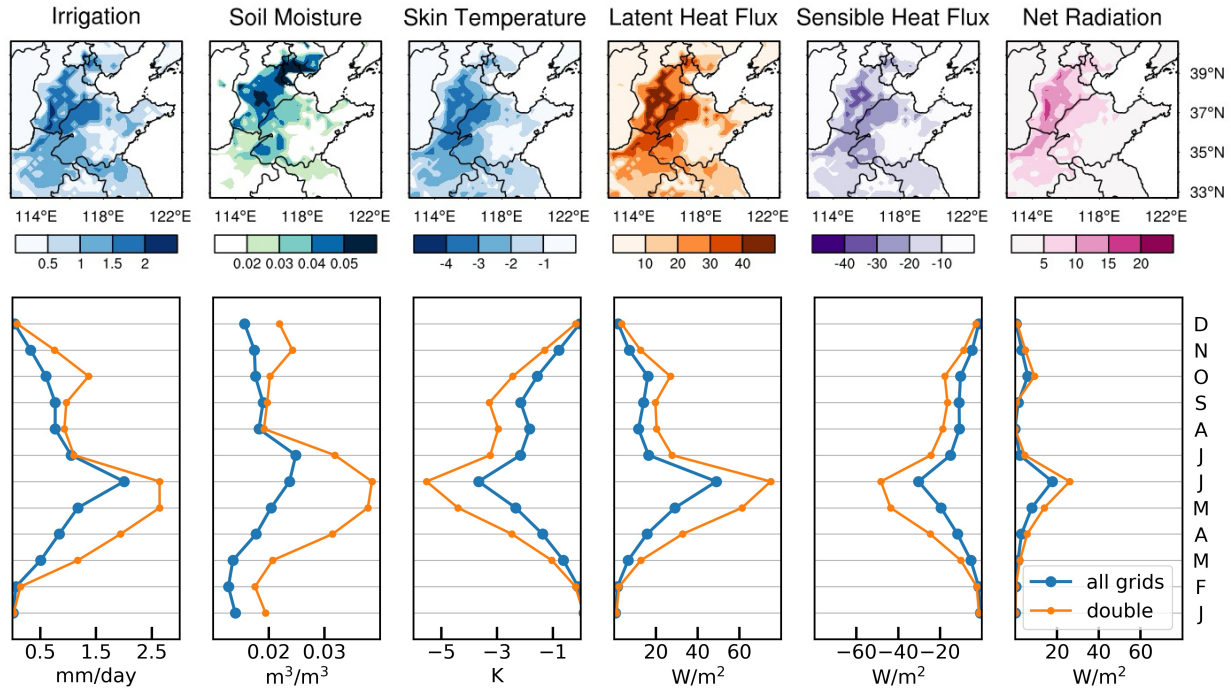 Irrigation Soil Moisture Skin Temperature Latent Heat Flux Sensible Heat Flux Net Radiation
39°N
37°N
35°N
33°N
114°E 118°E 122°E 114°E 118°E 122°E 114°E 118°E 122°E 114°E 118°E 122°E 114°E 118°E 122°E 114°E 118°E 122°E
0.5 1 1.5 2 0.02 0.03 0.04 0.05 -4 -3 -2 -1 10 20 30 40 -40 -30 -20 -10 5 10 15 20
D
N
O
S
A
J
J
M
A
M
F
J
all grids
double
0.5 1.5 2.5 0.02 0.03 −5 −3 −1 20 40 60 −60 −40 −20 20 40 60
mm/day m³/m³ K W/m² W/m² W/m²